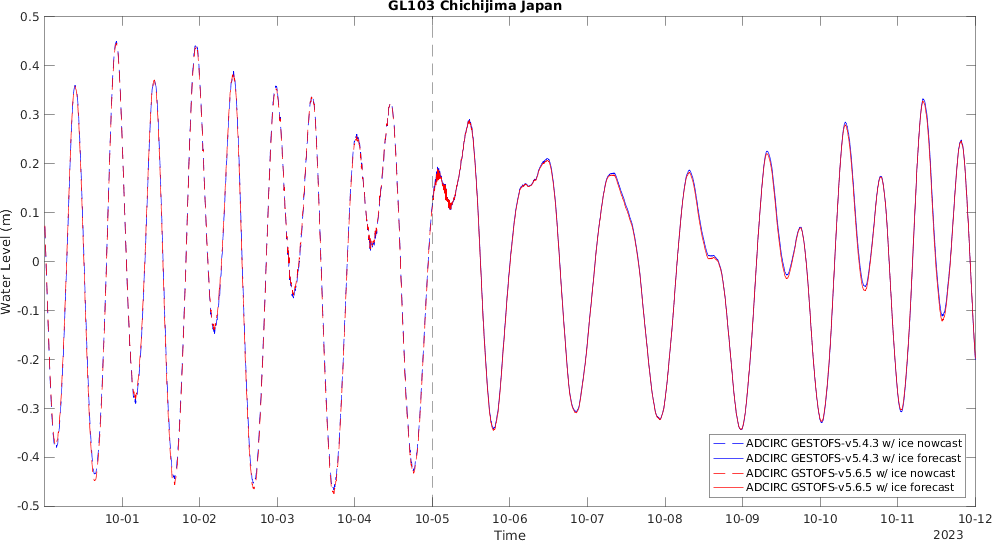 GL103 Chichijima Japan
0.5
0.4
0.3
0.2
0.1
0
-0.1
-0.2
-0.3
-0.4
-0.5
Water Level (m)
ADCIRC GESTOFS-v5.4.3 w/ ice nowcast
ADCIRC GESTOFS-v5.4.3 w/ ice forecast
ADCIRC GSTOFS-v5.6.5 w/ ice nowcast
ADCIRC GSTOFS-v5.6.5 w/ ice forecast
10-01 10-02 10-03 10-04 10-05 10-06 10-07 10-08 10-09 10-10 10-11 10-12
Time
2023